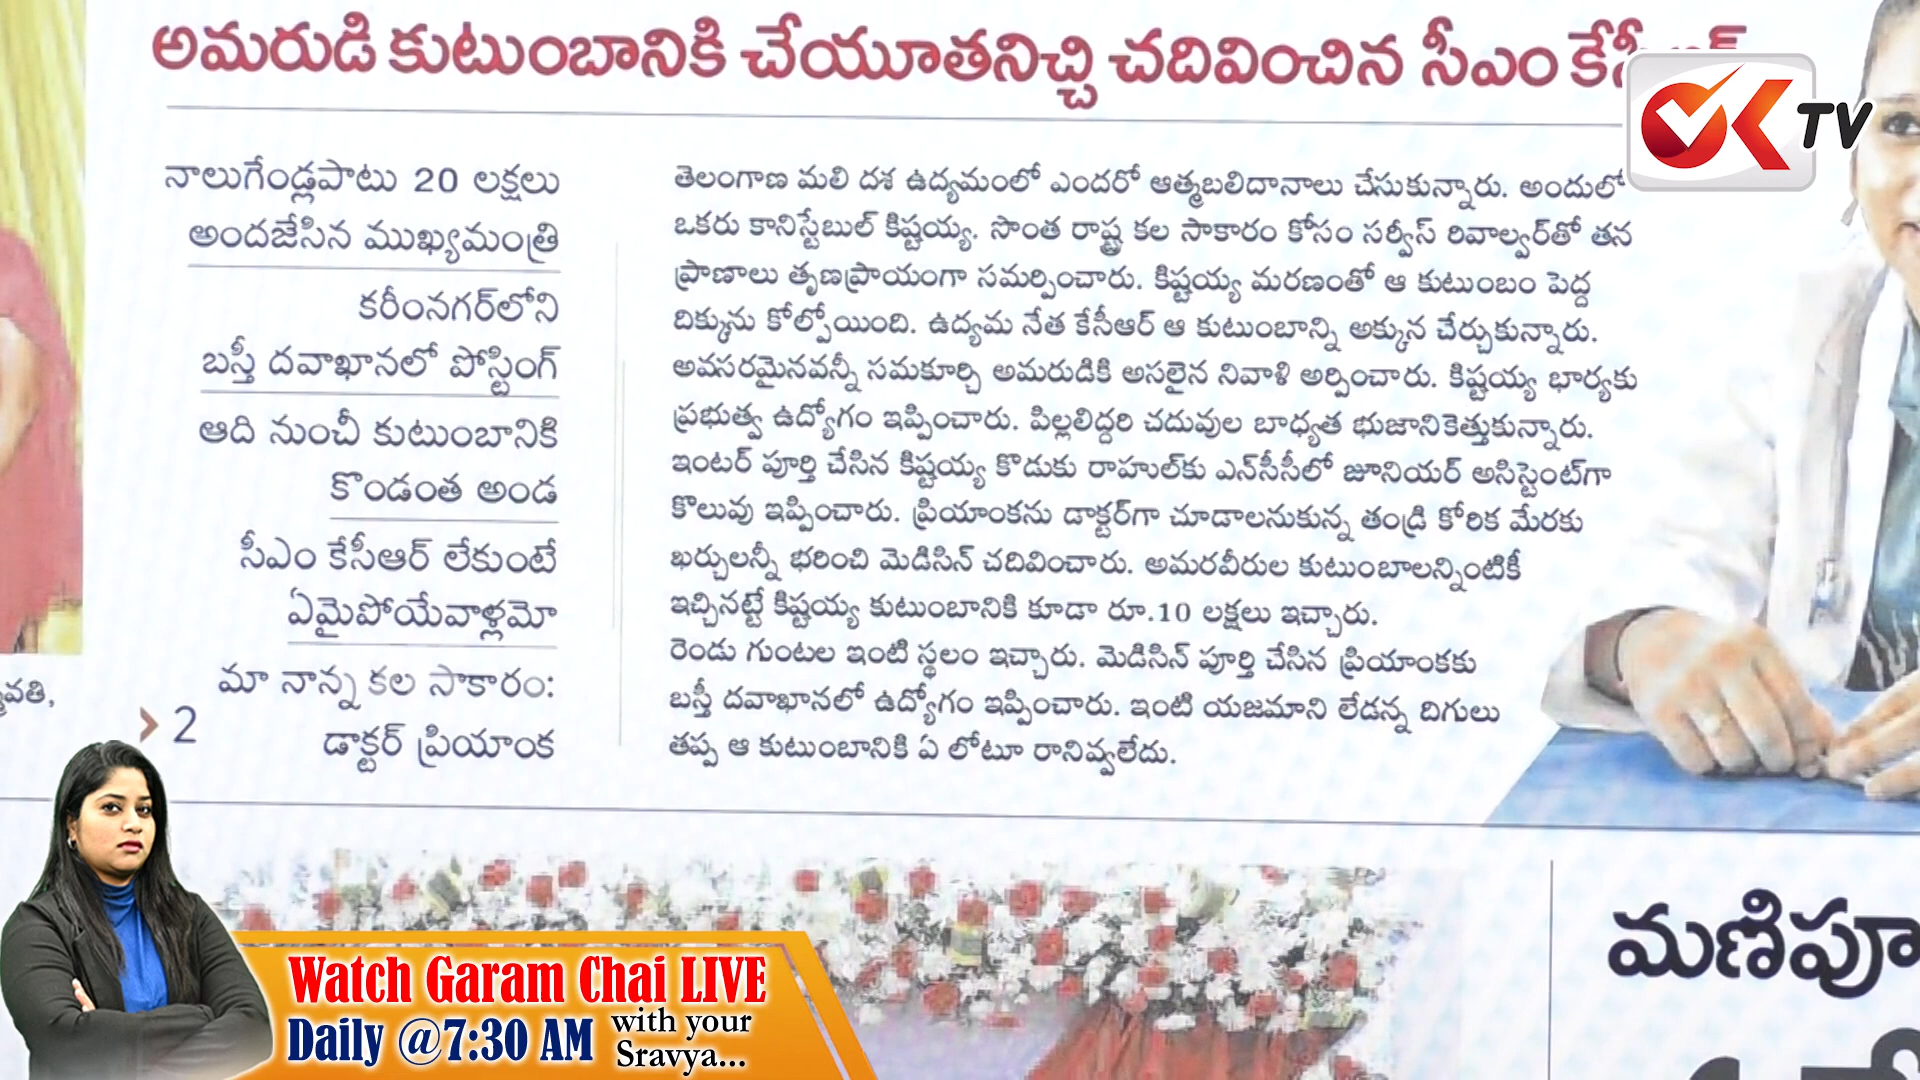 అమరుడి కుటుంబానికి చేయూతనిచ్చి చదివించిన సీఎం
OK TV
నాలుగేండ్లపాటు 20 లక్షలు
అందజేసిన ముఖ్యమంత్రి
కరీంనగర్‌లోని
బస్తీ దవాఖానలో పోస్టింగ్
ఆది నుంచీ కుటుంబానికి
కొండంత అండ
సీఎం కేసీఆర్ లేకుంటే
ఏమైపోయేవాళ్లమో
మా నాన్న కల సాకారం:
డాక్టర్ ప్రియాంక
తెలంగాణ మలి దశ ఉద్యమంలో ఎందరో ఆత్మబలిదానాలు చేసుకున్నారు. అందులో
ఒకరు కానిస్టేబుల్ కిష్టయ్య. సొంత రాష్ట్ర కల సాకారం కోసం సర్వీస్ రివాల్వర్‌తో తన
ప్రాణాలు తృణప్రాయంగా సమర్పించారు. కిష్టయ్య మరణంతో ఆ కుటుంబం పెద్ద
దిక్కును కోల్పోయింది. ఉద్యమ నేత కేసీఆర్ ఆ కుటుంబాన్ని అక్కున చేర్చుకున్నారు.
అవసరమైనవన్నీ సమకూర్చి అమరుడికి అసలైన నివాళి అర్పించారు. కిష్టయ్య భార్యకు
ప్రభుత్వ ఉద్యోగం ఇప్పించారు. పిల్లలిద్దరి చదువుల బాధ్యత భుజానికెత్తుకున్నారు.
ఇంటర్ పూర్తి చేసిన కిష్టయ్య కొడుకు రాహుల్‌కు ఎన్‌సీసీలో జూనియర్ అసిస్టెంట్‌గా
కొలువు ఇప్పించారు. ప్రియాంకను డాక్టర్‌గా చూడాలనుకున్న తండ్రి కోరిక మేరకు
ఖర్చులన్నీ భరించి మెడిసిన్ చదివించారు. అమరవీరుల కుటుంబాలన్నింటికీ
ఇచ్చినట్టే కిష్టయ్య కుటుంబానికి కూడా రూ.10 లక్షలు ఇచ్చారు.
రెండు గుంటల ఇంటి స్థలం ఇచ్చారు. మెడిసిన్ పూర్తి చేసిన ప్రియాంకకు
బస్తీ దవాఖానలో ఉద్యోగం ఇప్పించారు. ఇంటి యజమాని లేడన్న దిగులు
తప్ప ఆ కుటుంబానికి ఏ లోటూ రానివ్వలేదు.
2
Watch Garam Chai LIVE
Daily @7:30 AM with your
Sravya...
మణిపూ